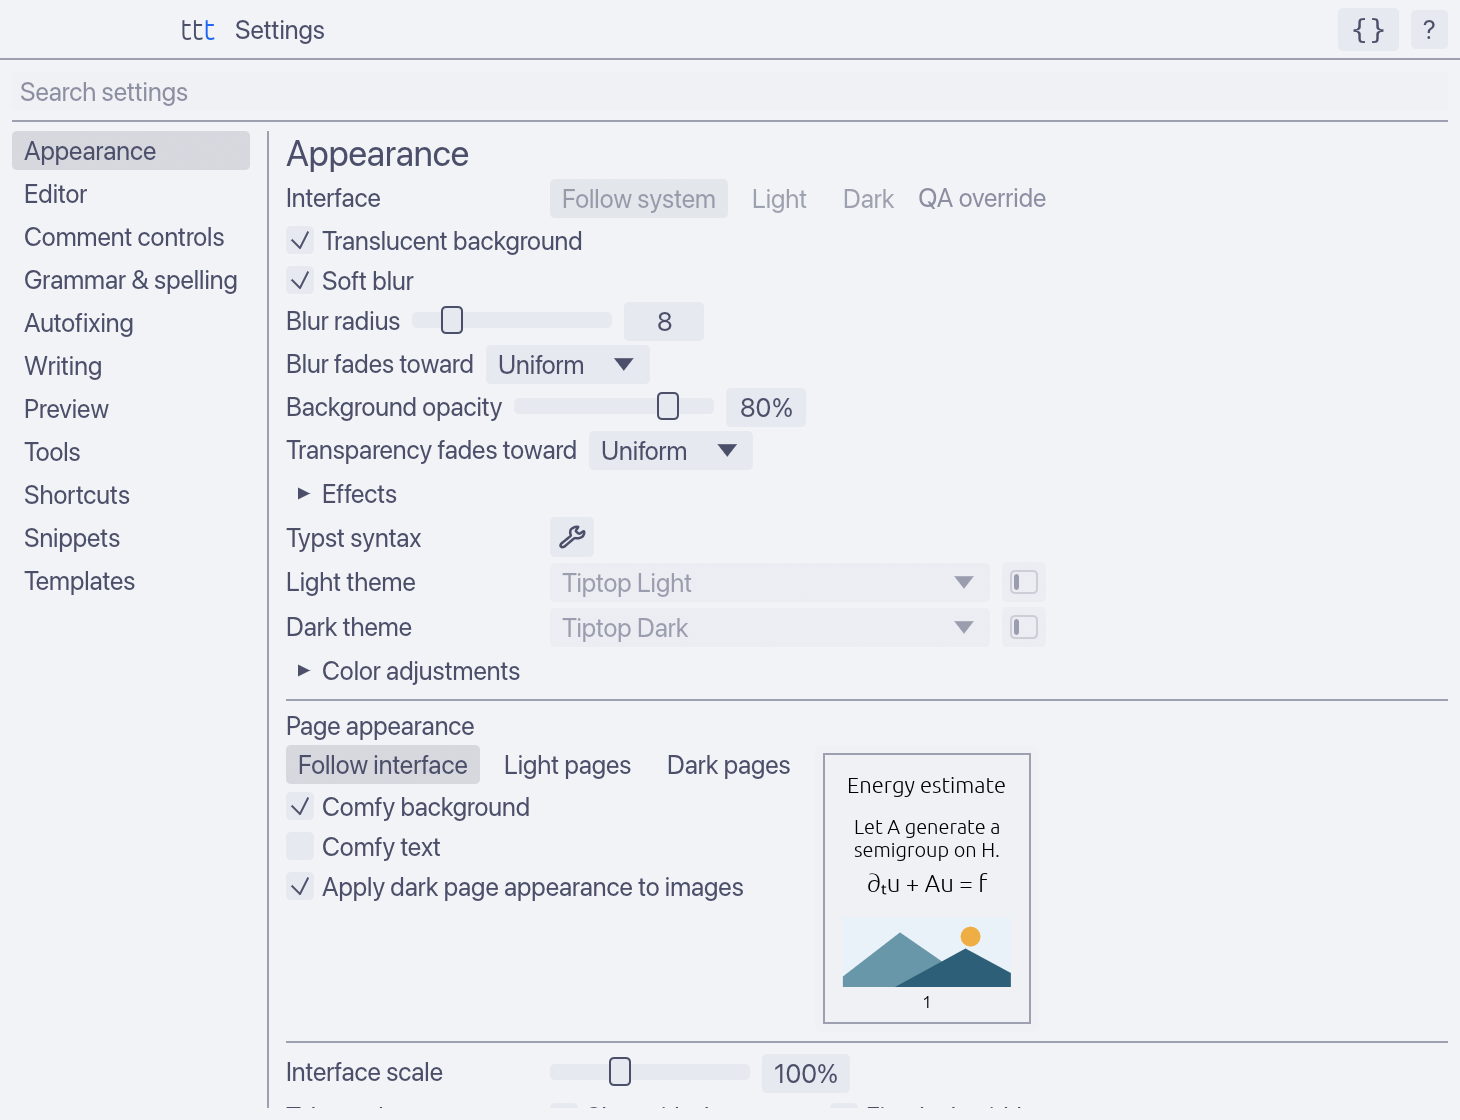 ttt Settings { } ?
Search settings
Appearance
Editor
Comment controls
Grammar & spelling
Autofixing
Writing
Preview
Tools
Shortcuts
Snippets
Templates
Appearance
Interface Follow system Light Dark QA override
Translucent background
Soft blur
Blur radius 8
Blur fades toward Uniform
Background opacity 80%
Transparency fades toward Uniform
Effects
Typst syntax
Light theme Tiptop Light
Dark theme Tiptop Dark
Color adjustments
Page appearance
Follow interface Light pages Dark pages
Comfy background
Comfy text
Apply dark page appearance to images
Energy estimate
Let A generate a
semigroup on H.
∂ₜu + Au = f
1
Interface scale 100%